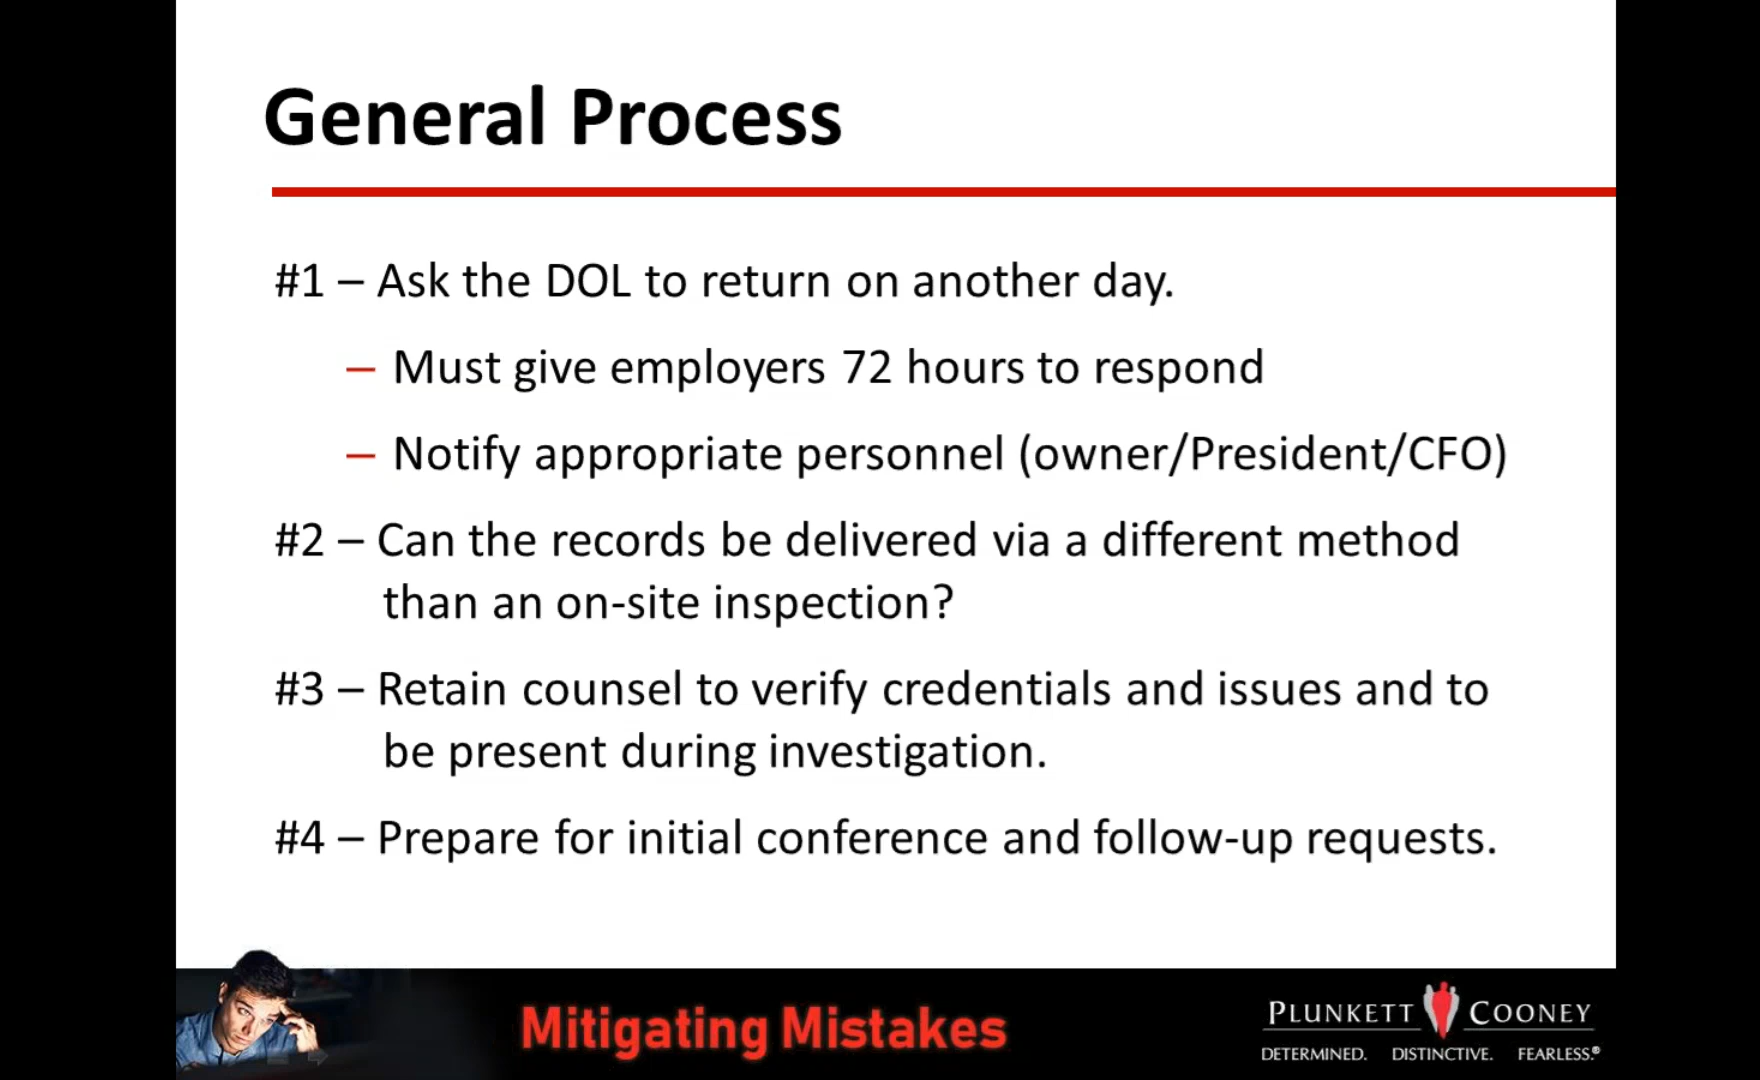 General Process
#1 – Ask the DOL to return on another day.
– Must give employers 72 hours to respond
– Notify appropriate personnel (owner/President/CFO)
#2 – Can the records be delivered via a different method
than an on-site inspection?
#3 – Retain counsel to verify credentials and issues and to
be present during investigation.
#4 – Prepare for initial conference and follow-up requests.
Mitigating Mistakes
PLUNKETT COONEY
DETERMINED. DISTINCTIVE. FEARLESS.®